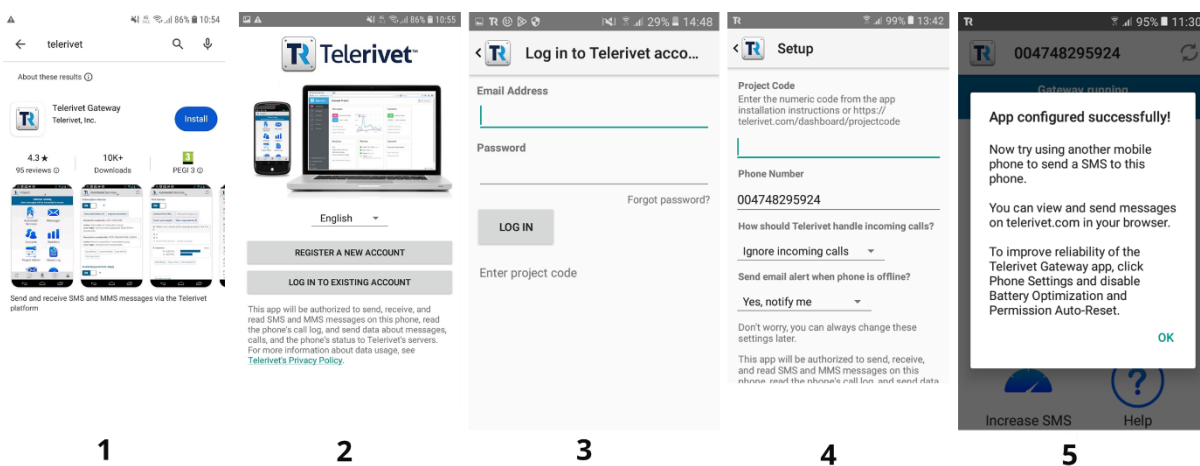 86% 10:54
telerivet
About these results
Telerivet Gateway
Telerivet, Inc.
Install
4.3★
95 reviews
10K+
Downloads
3
PEGI 3
Send and receive SMS and MMS messages via the Telerivet
platform
1
86% 10:55
TR Telerivet™
English
REGISTER A NEW ACCOUNT
LOG IN TO EXISTING ACCOUNT
This app will be authorized to send, receive, and
read SMS and MMS messages on this phone, read
the phone's call log, and send data about messages,
calls, and the phone's status to Telerivet's servers.
For more information about data usage, see
Telerivet's Privacy Policy.
2
29% 14:48
Log in to Telerivet acco...
Email Address
Password
Forgot password?
LOG IN
Enter project code
3
99% 13:42
Setup
Project Code
Enter the numeric code from the app
installation instructions or https://
telerivet.com/dashboard/projectcode
Phone Number
004748295924
How should Telerivet handle incoming calls?
Ignore incoming calls
Send email alert when phone is offline?
Yes, notify me
Don't worry, you can always change these
settings later.
This app will be authorized to send, receive,
and read SMS and MMS messages on this
phone, read the phone's call log, and send data
4
95% 11:30
004748295924
Gateway running
App configured successfully!
Now try using another mobile
phone to send a SMS to this
phone.
You can view and send messages
on telerivet.com in your browser.
To improve reliability of the
Telerivet Gateway app, click
Phone Settings and disable
Battery Optimization and
Permission Auto-Reset.
OK
Increase SMS
Help
5